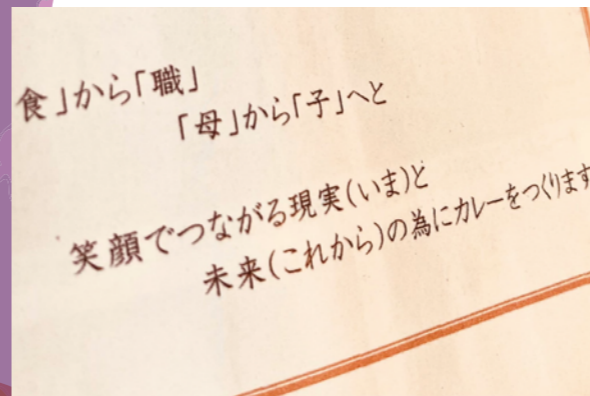 食」から「職」
「母」から「子」へと
笑顔でつながる現実(いま)と
未来(これから)の為にカレーをつくります